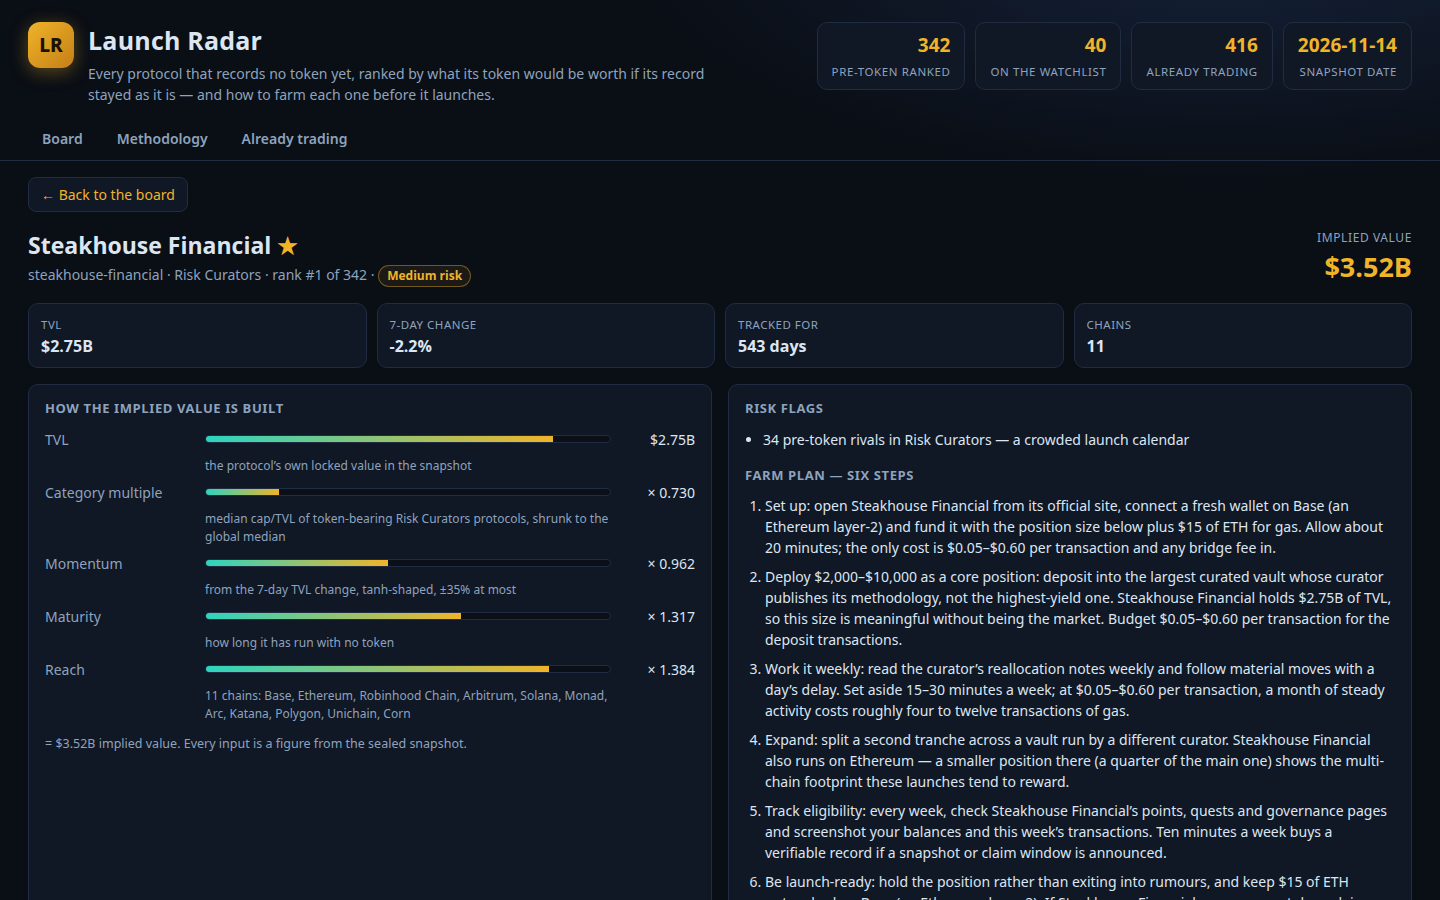 LR
Launch Radar
Every protocol that records no token yet, ranked by what its token would be worth if its record
stayed as it is — and how to farm each one before it launches.
342
PRE-TOKEN RANKED
40
ON THE WATCHLIST
416
ALREADY TRADING
2026-11-14
SNAPSHOT DATE
Board
Methodology
Already trading
← Back to the board
Steakhouse Financial ★
steakhouse-financial · Risk Curators · rank #1 of 342 · Medium risk
IMPLIED VALUE
$3.52B
TVL
$2.75B
7-DAY CHANGE
-2.2%
TRACKED FOR
543 days
CHAINS
11
HOW THE IMPLIED VALUE IS BUILT
TVL
$2.75B
the protocol's own locked value in the snapshot
Category multiple
× 0.730
median cap/TVL of token-bearing Risk Curators protocols, shrunk to the
global median
Momentum
× 0.962
from the 7-day TVL change, tanh-shaped, ±35% at most
Maturity
× 1.317
how long it has run with no token
Reach
× 1.384
11 chains: Base, Ethereum, Robinhood Chain, Arbitrum, Solana, Monad,
Arc, Katana, Polygon, Unichain, Corn
= $3.52B implied value. Every input is a figure from the sealed snapshot.
RISK FLAGS
• 34 pre-token rivals in Risk Curators — a crowded launch calendar
FARM PLAN — SIX STEPS
1. Set up: open Steakhouse Financial from its official site, connect a fresh wallet on Base (an
Ethereum layer-2) and fund it with the position size below plus $15 of ETH for gas. Allow about
20 minutes; the only cost is $0.05–$0.60 per transaction and any bridge fee in.
2. Deploy $2,000–$10,000 as a core position: deposit into the largest curated vault whose curator
publishes its methodology, not the highest-yield one. Steakhouse Financial holds $2.75B of TVL,
so this size is meaningful without being the market. Budget $0.05–$0.60 per transaction for the
deposit transactions.
3. Work it weekly: read the curator's reallocation notes weekly and follow material moves with a
day's delay. Set aside 15–30 minutes a week; at $0.05–$0.60 per transaction, a month of steady
activity costs roughly four to twelve transactions of gas.
4. Expand: split a second tranche across a vault run by a different curator. Steakhouse Financial
also runs on Ethereum — a smaller position there (a quarter of the main one) shows the multi-
chain footprint these launches tend to reward.
5. Track eligibility: every week, check Steakhouse Financial's points, quests and governance pages
and screenshot your balances and this week's transactions. Ten minutes a week buys a
verifiable record if a snapshot or claim window is announced.
6. Be launch-ready: hold the position rather than exiting into rumours, and keep $15 of ETH